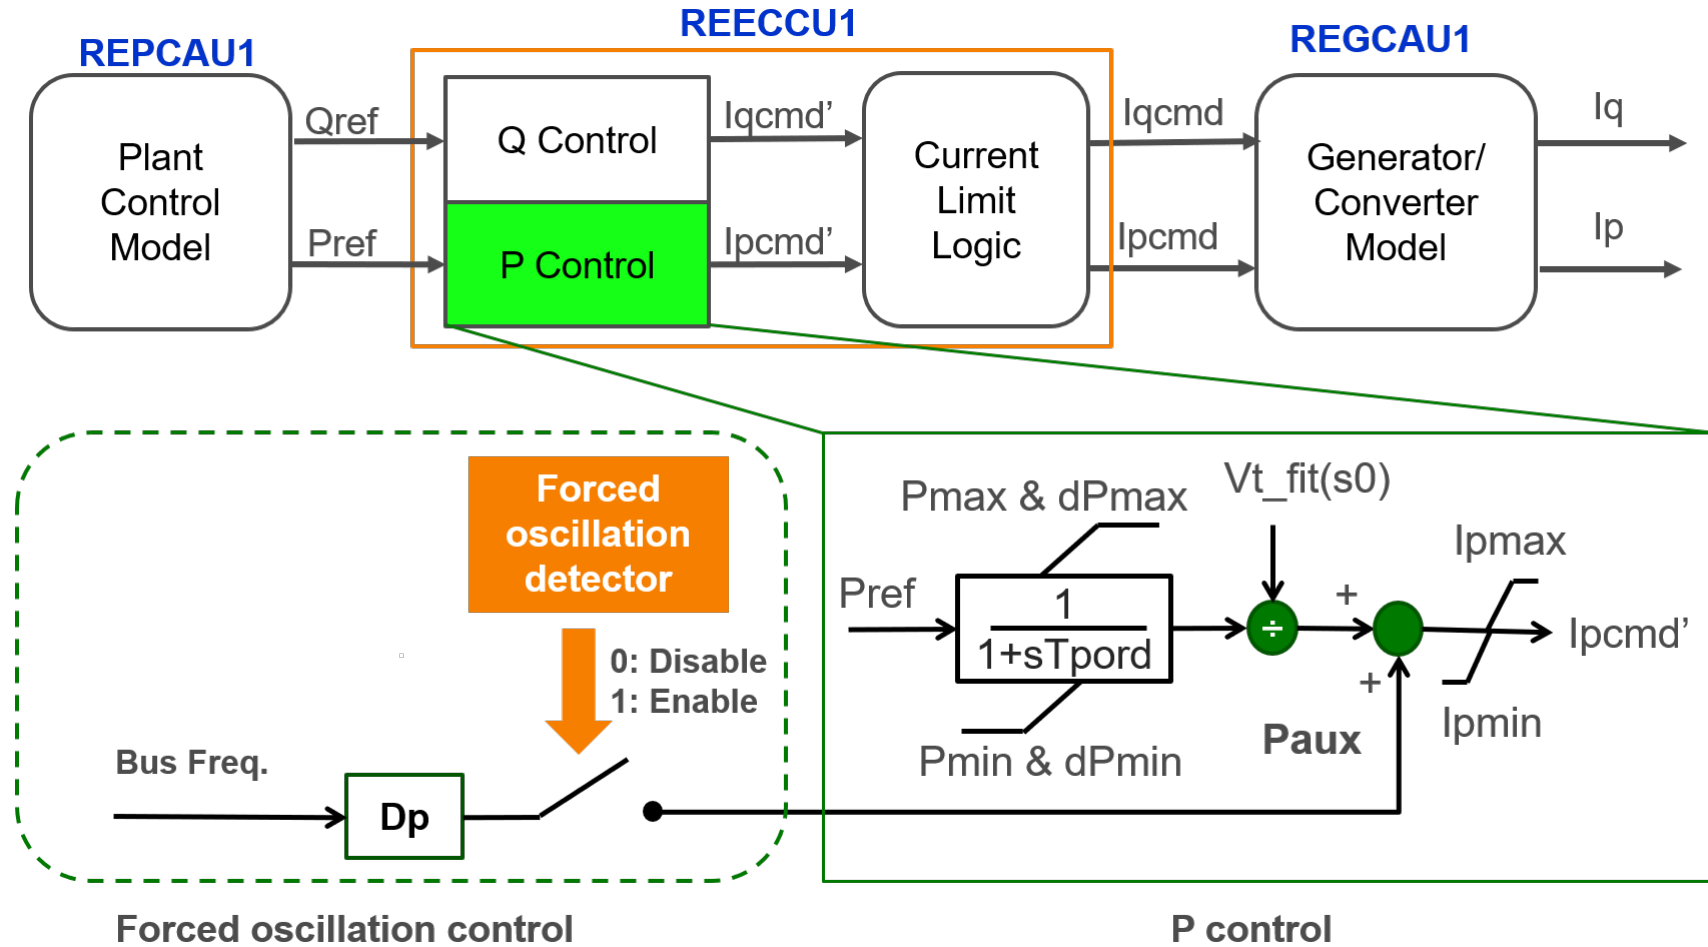 REPCAU1
REECCU1
REGCAU1
Plant
Control
Model
Qref
Pref
Q Control
P Control
Iqcmd’
Ipcmd’
Current
Limit
Logic
Iqcmd
Ipcmd
Generator/
Converter
Model
Iq
Ip
Forced
oscillation
detector
0: Disable
1: Enable
Bus Freq.
Dp
Forced oscillation control
Pmax & dPmax
Vt_fit(s0)
Ipmax
Pref
1
1+sTpord
÷
+
+
Ipcmd’
Pmin & dPmin
Paux
Ipmin
P control